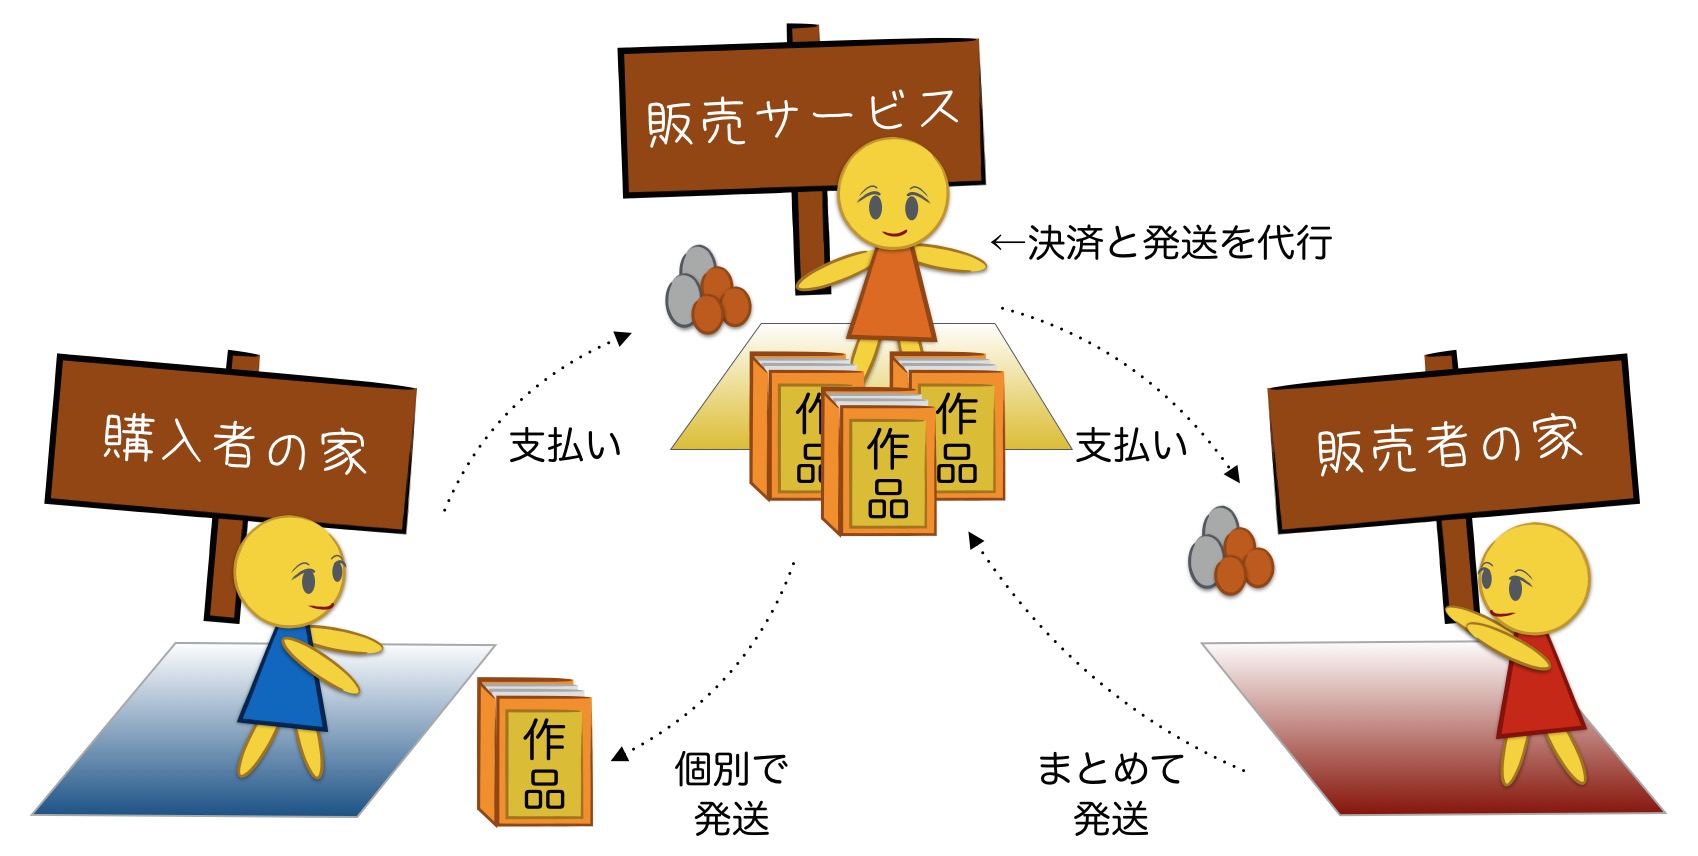 販売サービス
←決済と発送を代行
購入者の家
支払い
作品
作品
作品
支払い
販売者の家
作品
個別で
発送
まとめて
発送